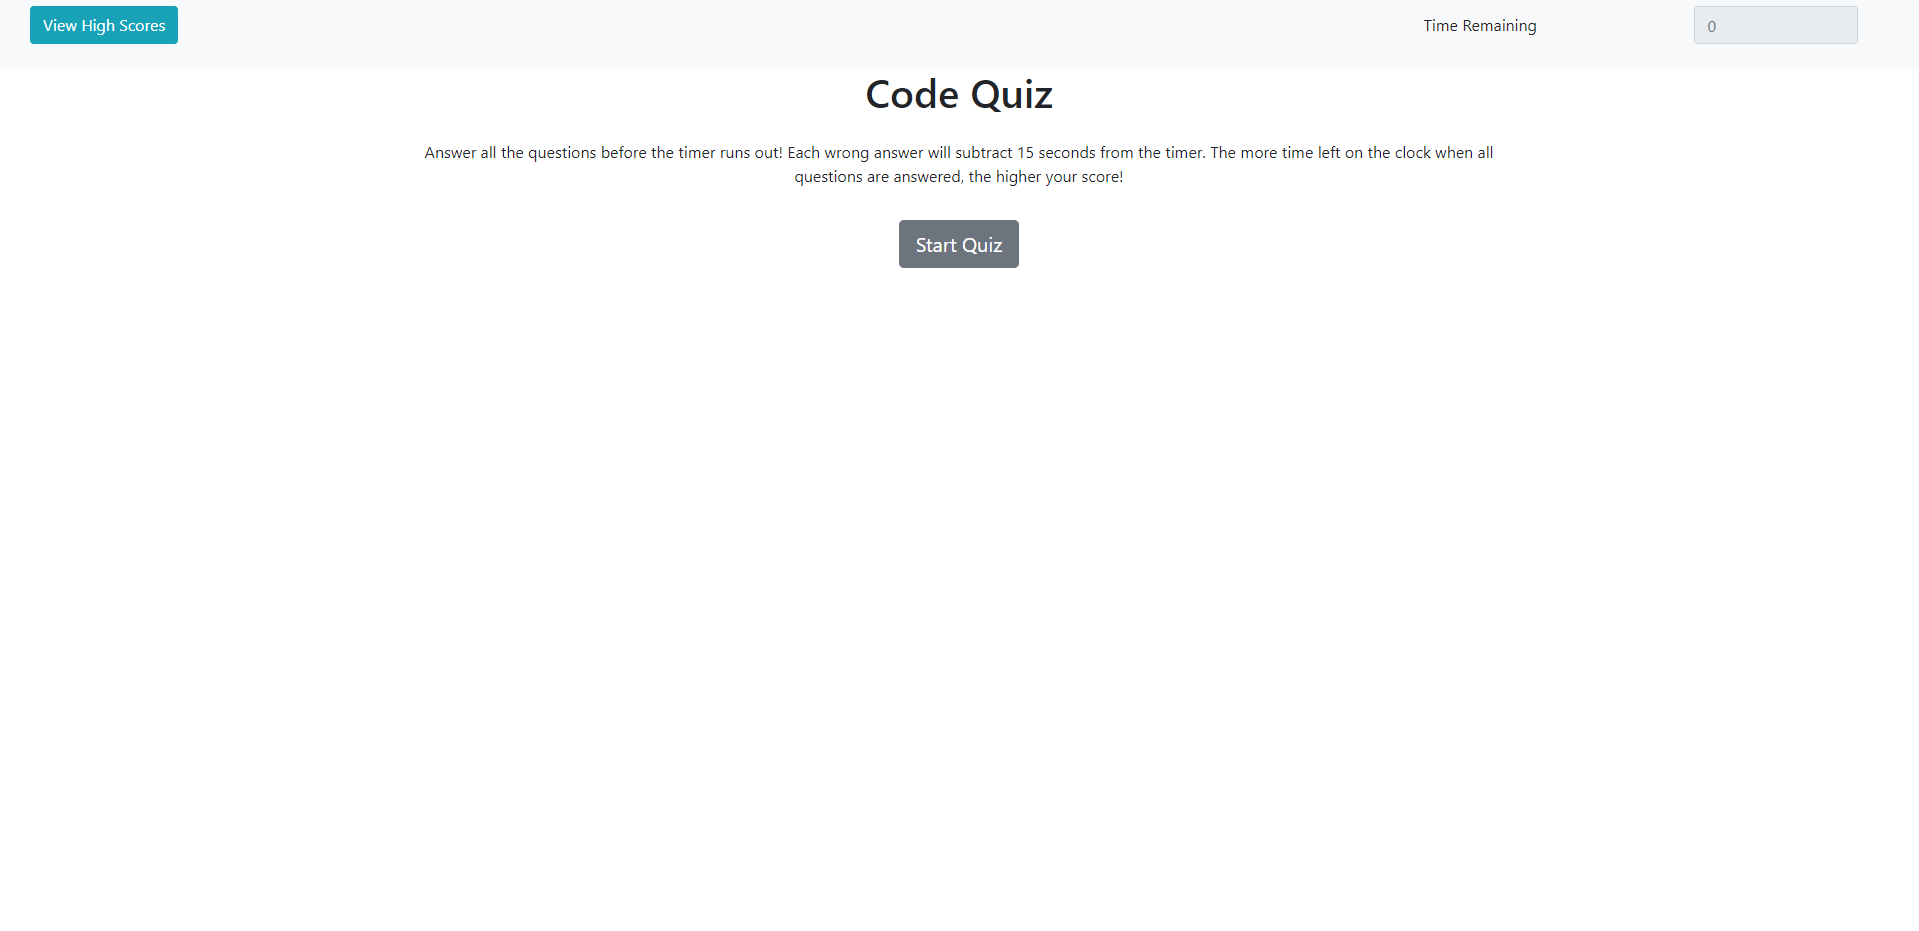 View High Scores
Time Remaining
0
Code Quiz
Answer all the questions before the timer runs out! Each wrong answer will subtract 15 seconds from the timer. The more time left on the clock when all
questions are answered, the higher your score!
Start Quiz